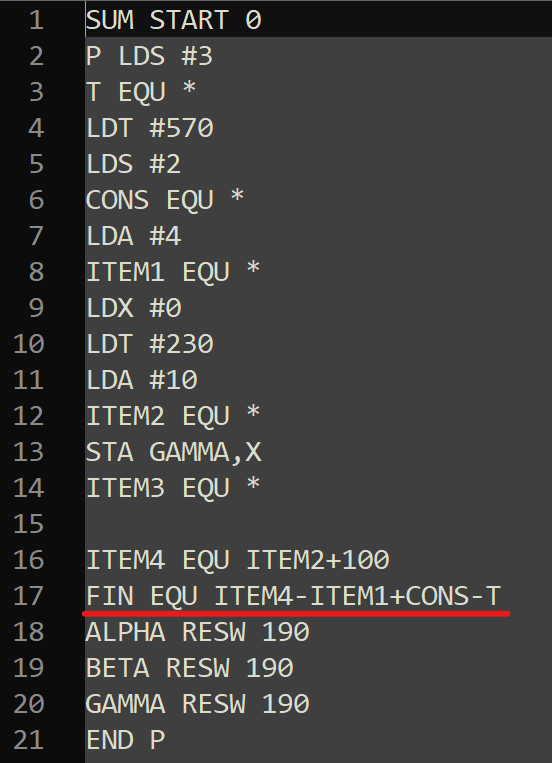 1 SUM START 0
2 P LDS #3
3 T EQU *
4 LDT #570
5 LDS #2
6 CONS EQU *
7 LDA #4
8 ITEM1 EQU *
9 LDX #0
10 LDT #230
11 LDA #10
12 ITEM2 EQU *
13 STA GAMMA,X
14 ITEM3 EQU *
15
16 ITEM4 EQU ITEM2+100
17 FIN EQU ITEM4-ITEM1+CONS-T
18 ALPHA RESW 190
19 BETA RESW 190
20 GAMMA RESW 190
21 END P